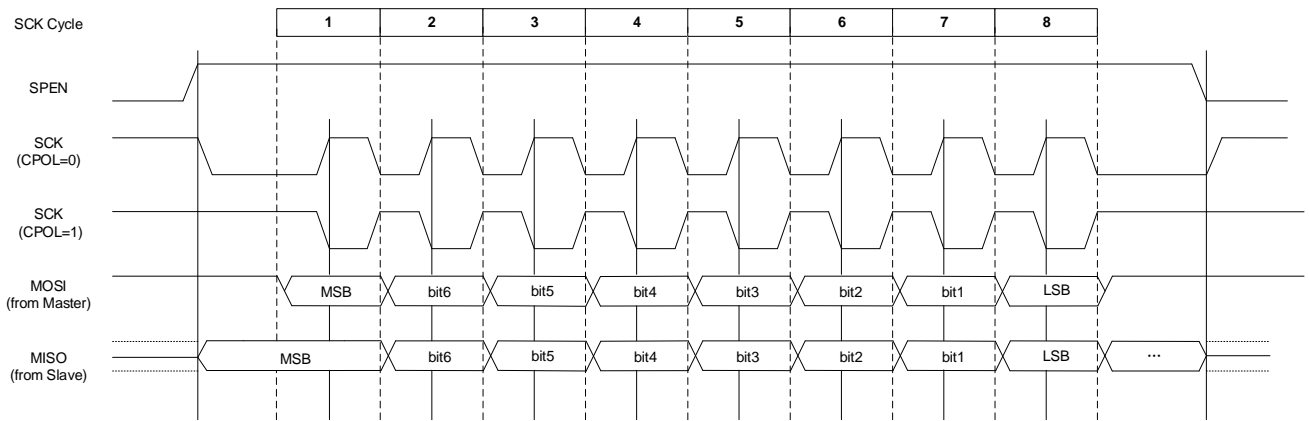 SCK Cycle 1 2 3 4 5 6 7 8
SPEN
SCK
(CPOL=0)
SCK
(CPOL=1)
MOSI
(from Master)
MSB bit6 bit5 bit4 bit3 bit2 bit1 LSB
MISO
(from Slave)
MSB bit6 bit5 bit4 bit3 bit2 bit1 LSB ...